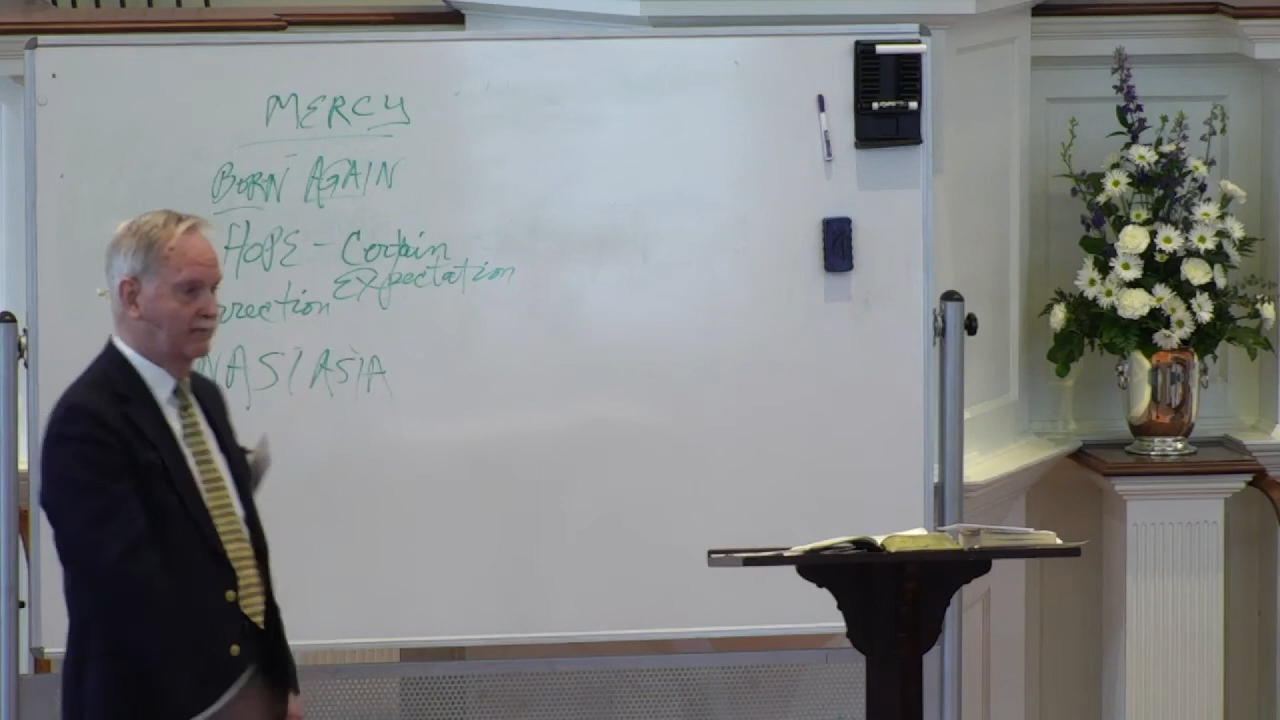 MERCY
BORN AGAIN
HOPE - Certain
Expectation
rrection
NASTASIA